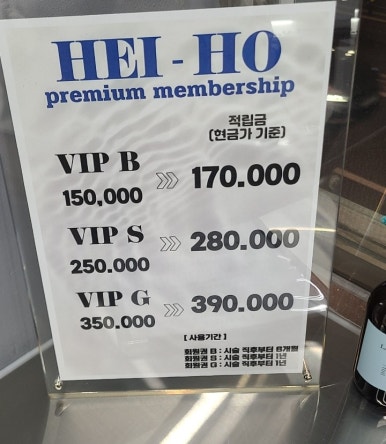 HEI-HO
premium membership
적립금
(현금가 기준)
VIP B
150,000 》 170.000
VIP S
250.000 》 280.000
VIP G
350.000 》 390.000
[ 사용기간 ]
회원권 B : 시술 직후부터 6개월
회원권 S : 시술 직후부터 1년
회원권 G : 시술 직후부터 1년